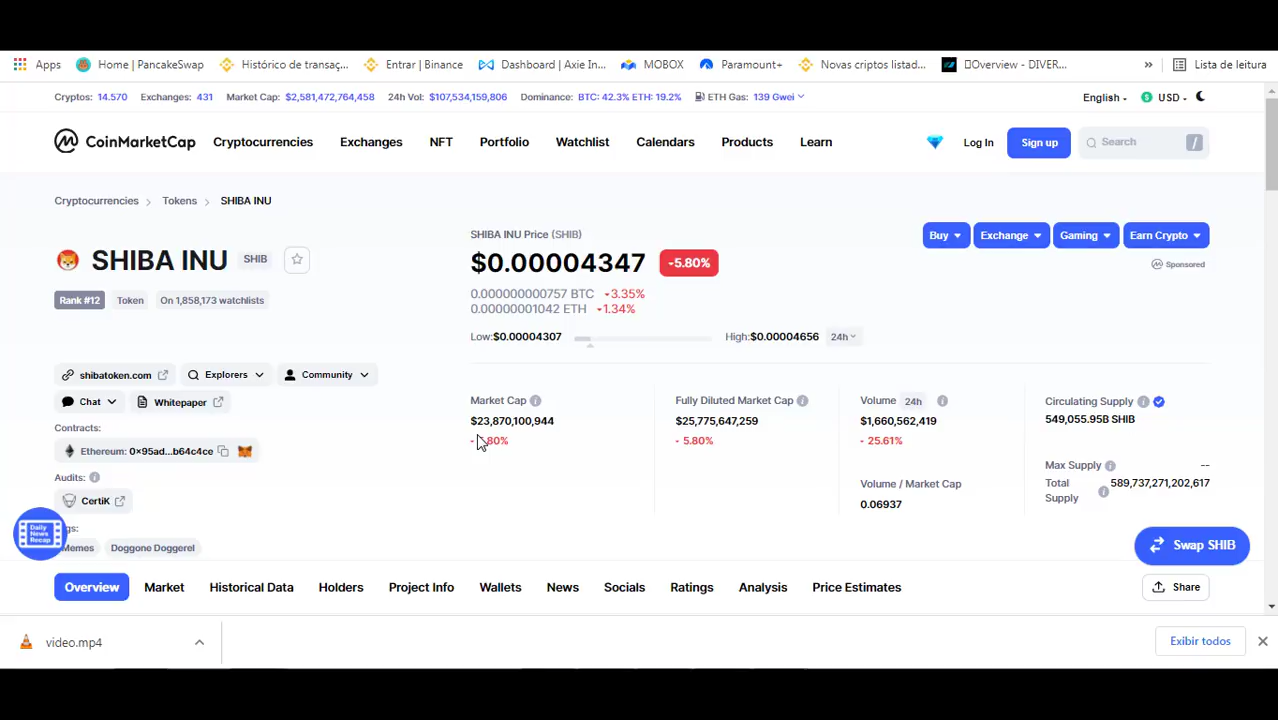 Apps Home | PancakeSwap Histórico de transaç... Entrar | Binance Dashboard | Axie In... MOBOX Paramount+ Novas criptos listad... Overview - DIVER... » Lista de leitura
Cryptos: 14.570 Exchanges: 431 Market Cap: $2,581,472,764,458 24h Vol: $107,534,159,806 Dominance: BTC: 42.3% ETH: 19.2% ETH Gas: 139 Gwei English USD
CoinMarketCap Cryptocurrencies Exchanges NFT Portfolio Watchlist Calendars Products Learn Log In Sign up Search /
Cryptocurrencies > Tokens > SHIBA INU
SHIBA INU Price (SHIB) Buy Exchange Gaming Earn Crypto
SHIBA INU SHIB $0.00004347 -5.80% Sponsored
0.000000000757 BTC -3.35%
Rank #12 Token On 1,858,173 watchlists 0.00000001042 ETH -1.34%
Low:$0.00004307 High:$0.00004656 24h
shibatoken.com Explorers Community
Chat Whitepaper Market Cap Fully Diluted Market Cap Volume 24h Circulating Supply
Contracts: $23,870,100,944 $25,775,647,259 $1,660,562,419 549,055.95B SHIB
Ethereum: 0x95ad...b64c4ce 80% - 5.80% - 25.61%
Audits: Max Supply --
CertiK Volume / Market Cap Total Supply 589,737,271,202,617
0.06937
Daily News Recap
Memes Doggone Doggerel Swap SHIB
Overview Market Historical Data Holders Project Info Wallets News Socials Ratings Analysis Price Estimates Share
video.mp4 Exibir todos